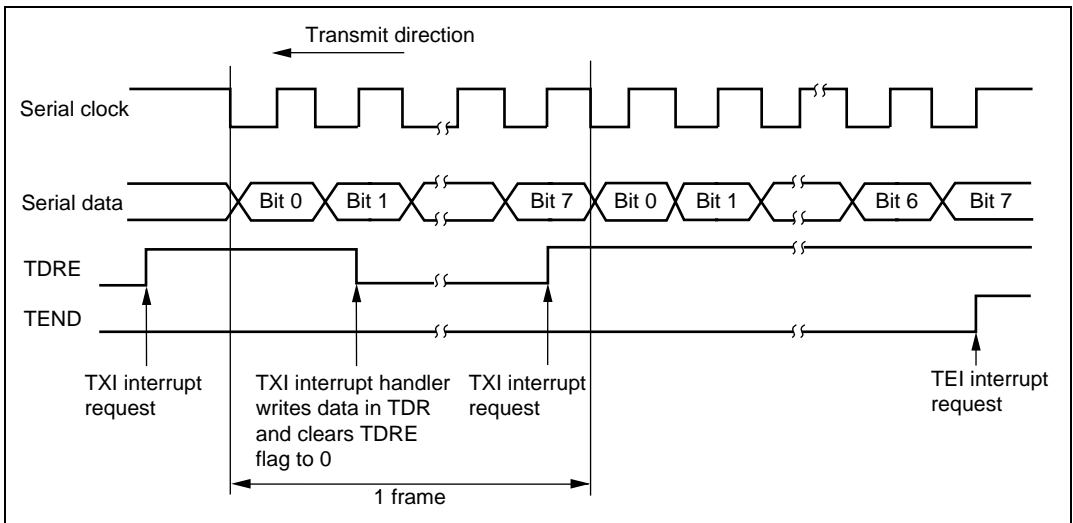 Transmit direction
Serial clock
Serial data
Bit 0
Bit 1
Bit 7
Bit 0
Bit 1
Bit 6
Bit 7
TDRE
TEND
TXI interrupt
request
TXI interrupt handler
writes data in TDR
and clears TDRE
flag to 0
TXI interrupt
request
TEI interrupt
request
1 frame